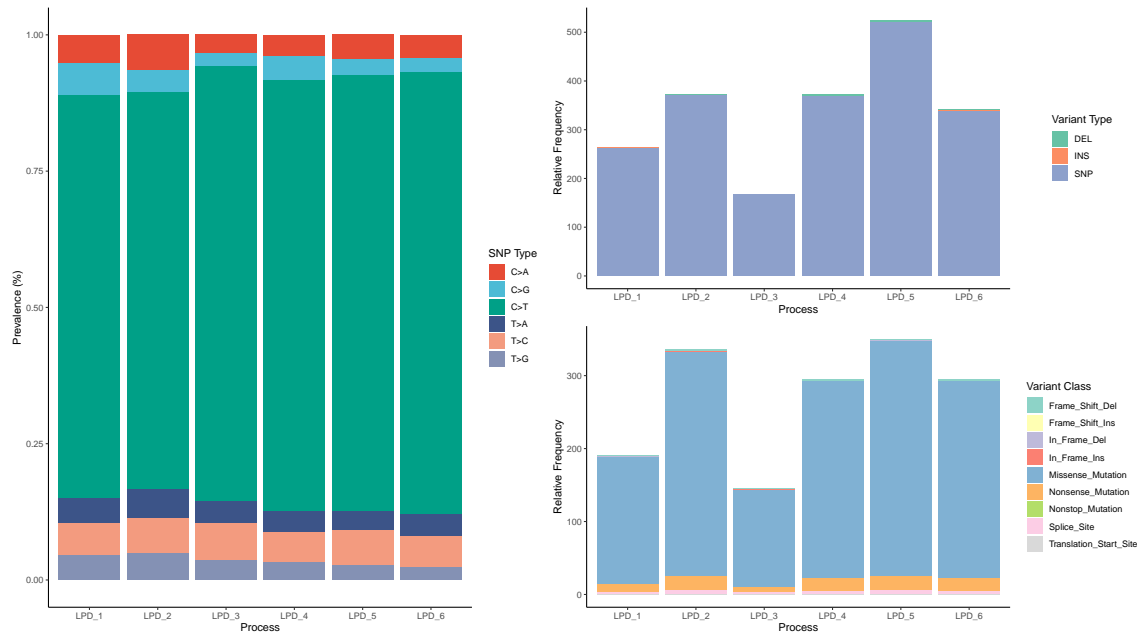 Prevalence (%)
1.00
0.75
0.50
0.25
0.00
LPD_1
LPD_2
LPD_3
LPD_4
LPD_5
LPD_6
Process
SNP Type
C>A
C>G
C>T
T>A
T>C
T>G
Relative Frequency
500
400
300
200
100
0
LPD_1
LPD_2
LPD_3
LPD_4
LPD_5
LPD_6
Process
Variant Type
DEL
INS
SNP
Relative Frequency
300
200
100
0
LPD_1
LPD_2
LPD_3
LPD_4
LPD_5
LPD_6
Process
Variant Class
Frame_Shift_Del
Frame_Shift_Ins
In_Frame_Del
In_Frame_Ins
Missense_Mutation
Nonsense_Mutation
Nonstop_Mutation
Splice_Site
Translation_Start_Site